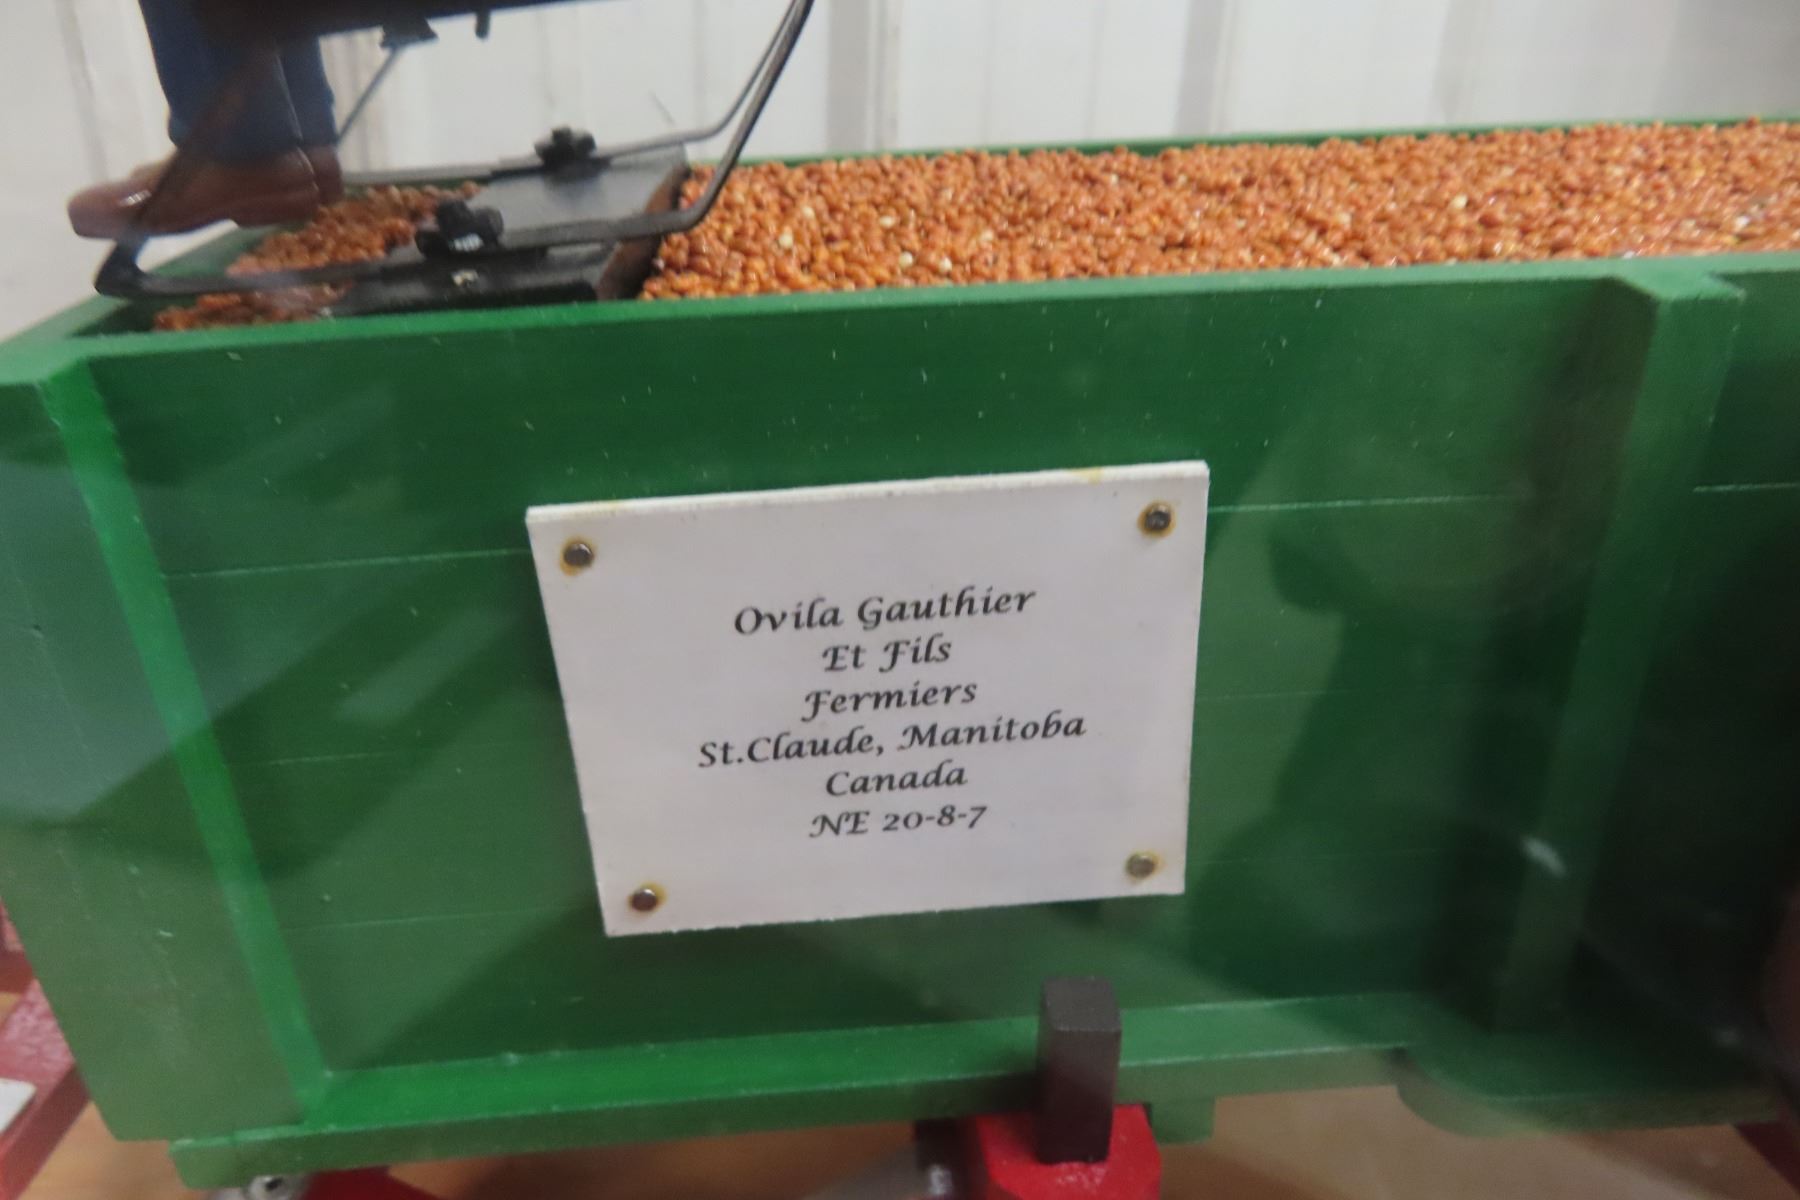 Ovila Gauthier
Et Fils
Fermiers
St.Claude, Manitoba
Canada
NE 20-8-7